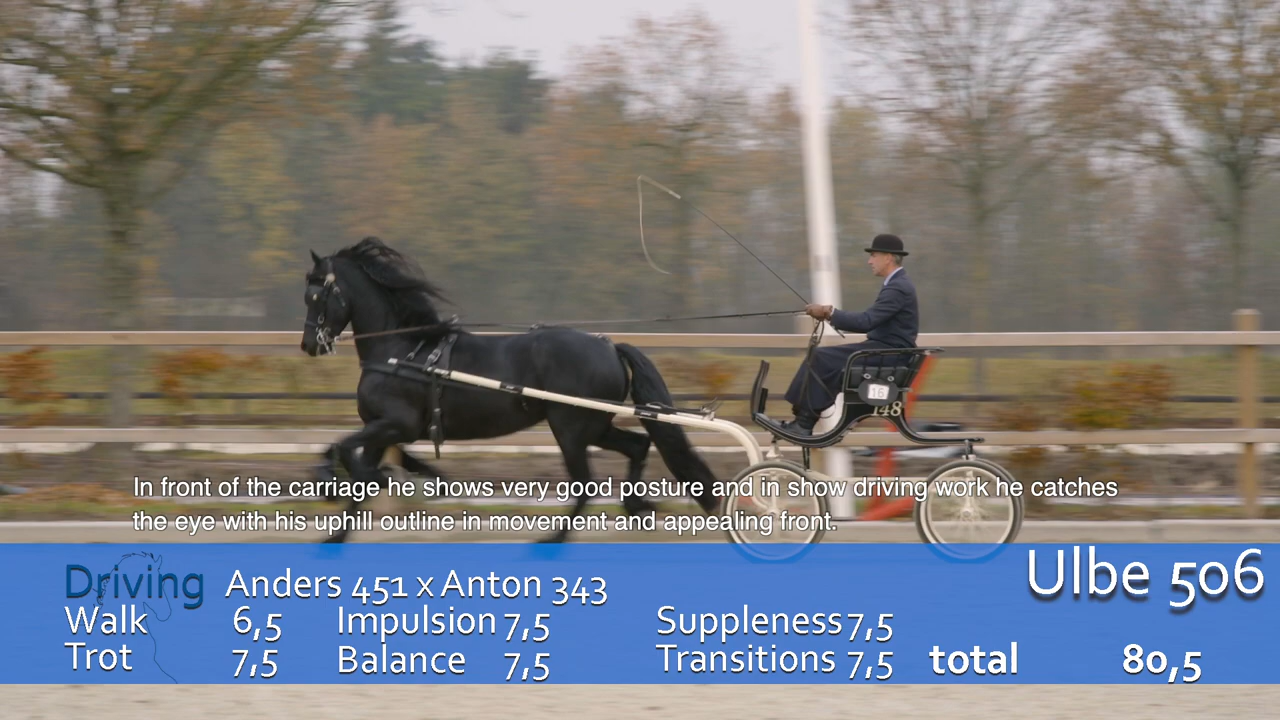 16
148
In front of the carriage he shows very good posture and in show driving work he catches
the eye with his uphill outline in movement and appealing front.
Ulbe 506
Driving Anders 451 x Anton 343
Walk 6,5 Impulsion 7,5 Suppleness 7,5
Trot 7,5 Balance 7,5 Transitions 7,5 total 80,5